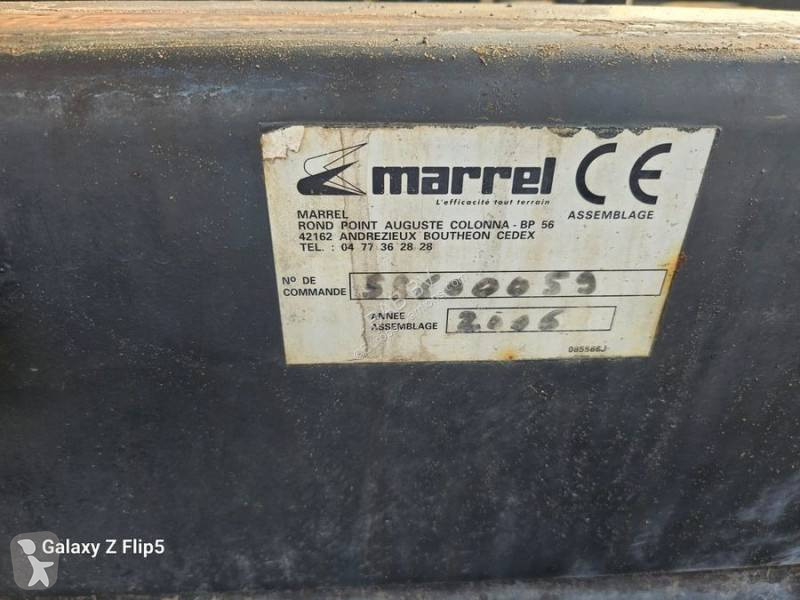 marrel
CE
L'efficacité tout terrain
ASSEMBLAGE
MARREL
ROND POINT AUGUSTE COLONNA - BP 56
42162 ANDREZIEUX BOUTHEON CEDEX
TEL. : 04 77 36 28 28
Nº DE
COMMANDE
ANNEE
ASSEMBLAGE
2006
085566J
Galaxy Z Flip5